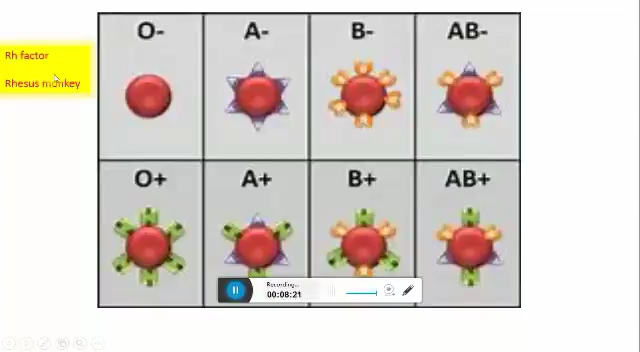 O-
A-
B-
AB-
Rh factor
Rhesus monkey
O+
A+
B+
AB+
Recording...
00:08:21